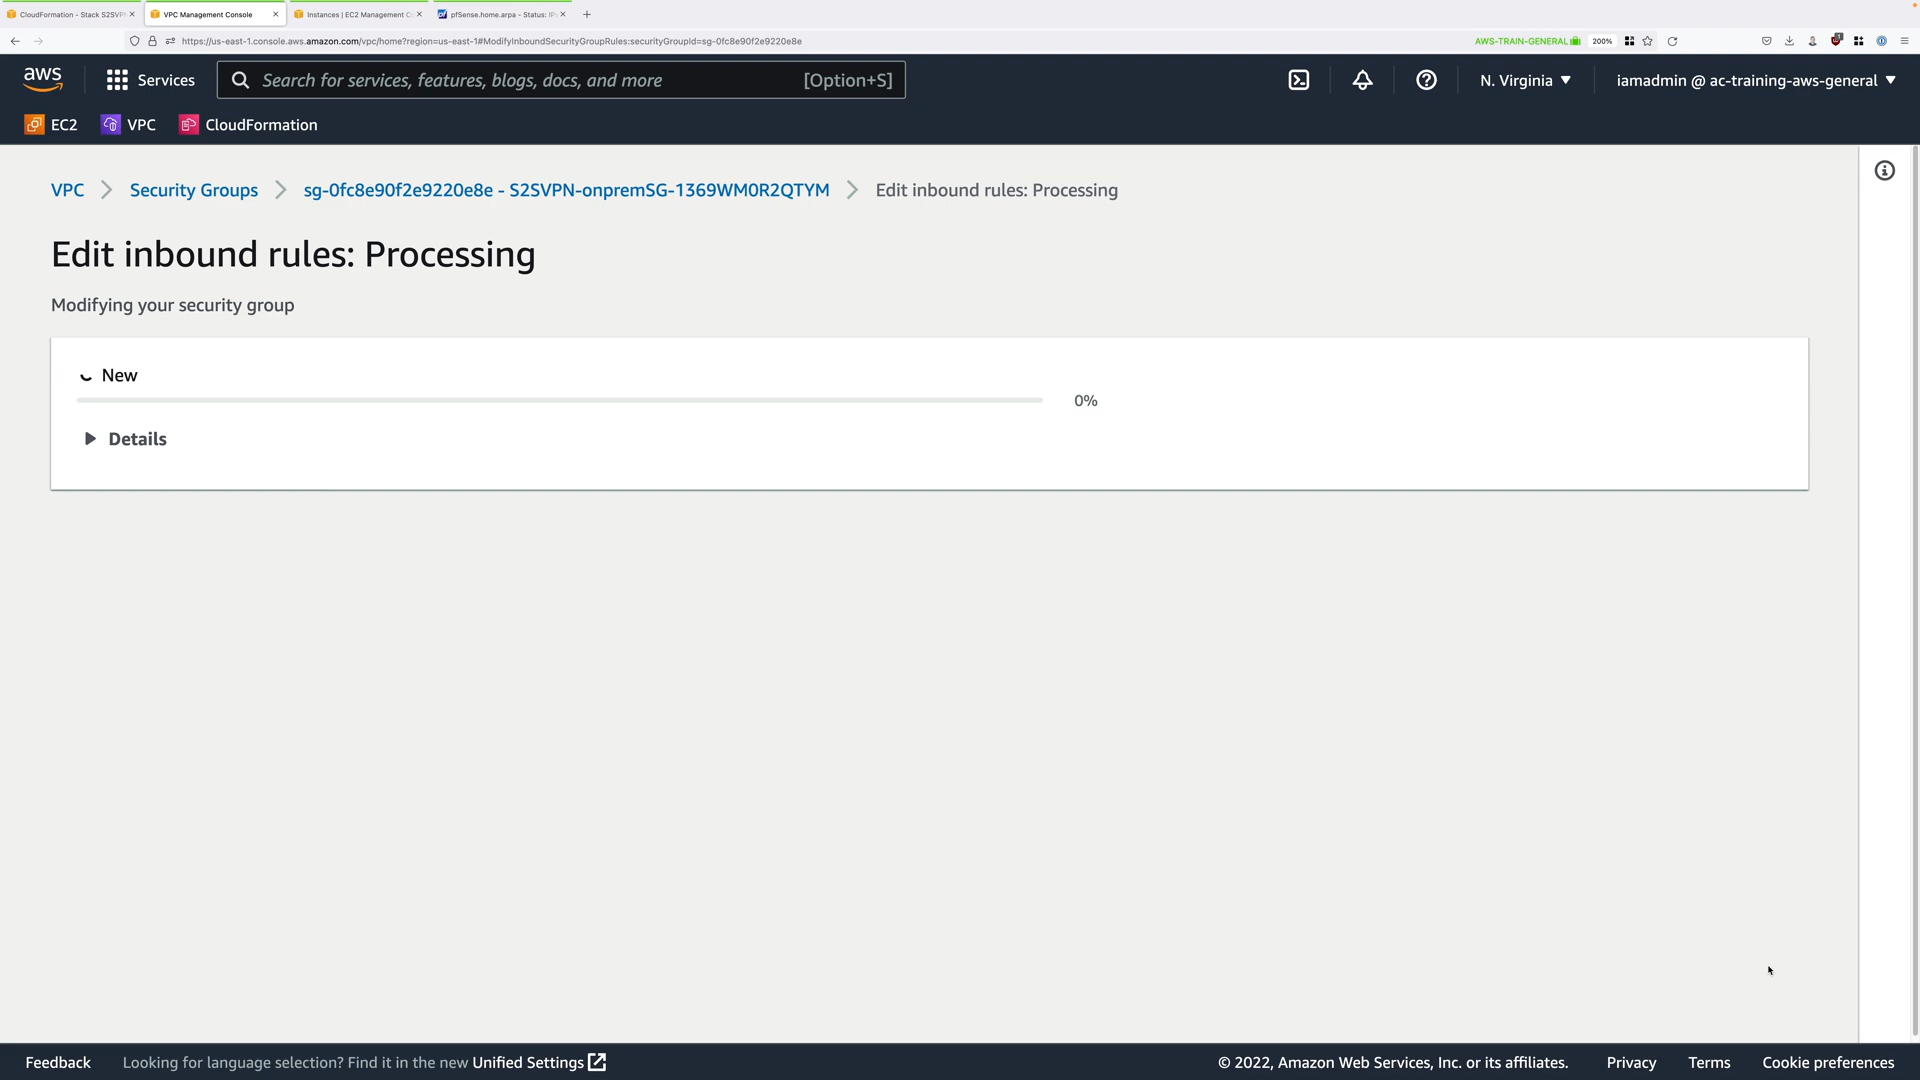 CloudFormation - Stack S2SVP
VPC Management Console
Instances | EC2 Management C
pfSense.home.arpa - Status: IP
https://us-east-1.console.aws.amazon.com/vpc/home?region=us-east-1#ModifyInboundSecurityGroupRules:securityGroupId=sg-0fc8e90f2e9220e8e
AWS-TRAIN-GENERAL
200%
aws
Services
Search for services, features, blogs, docs, and more
[Option+S]
N. Virginia
iamadmin @ ac-training-aws-general
EC2
VPC
CloudFormation
VPC
Security Groups
sg-0fc8e90f2e9220e8e - S2SVPN-onpremSG-1369WM0R2QTYM
Edit inbound rules: Processing
Edit inbound rules: Processing
Modifying your security group
New
0%
Details
Feedback
Looking for language selection? Find it in the new Unified Settings
© 2022, Amazon Web Services, Inc. or its affiliates.
Privacy
Terms
Cookie preferences